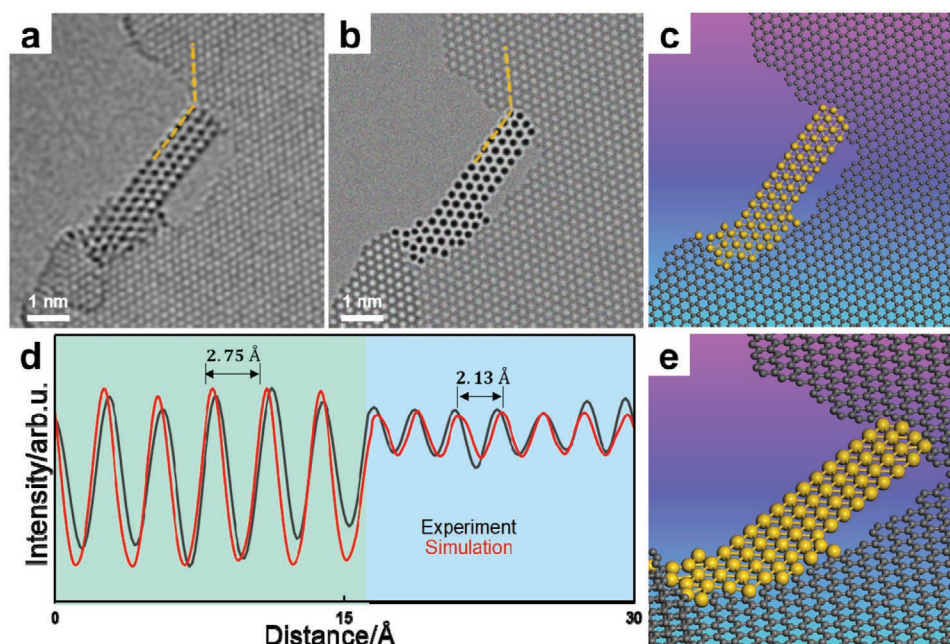 a
b
c
1 nm
1 nm
d
2.75 Å
2.13 Å
Intensity/arb.u.
Experiment
Simulation
0
15
30
Distance/Å
e